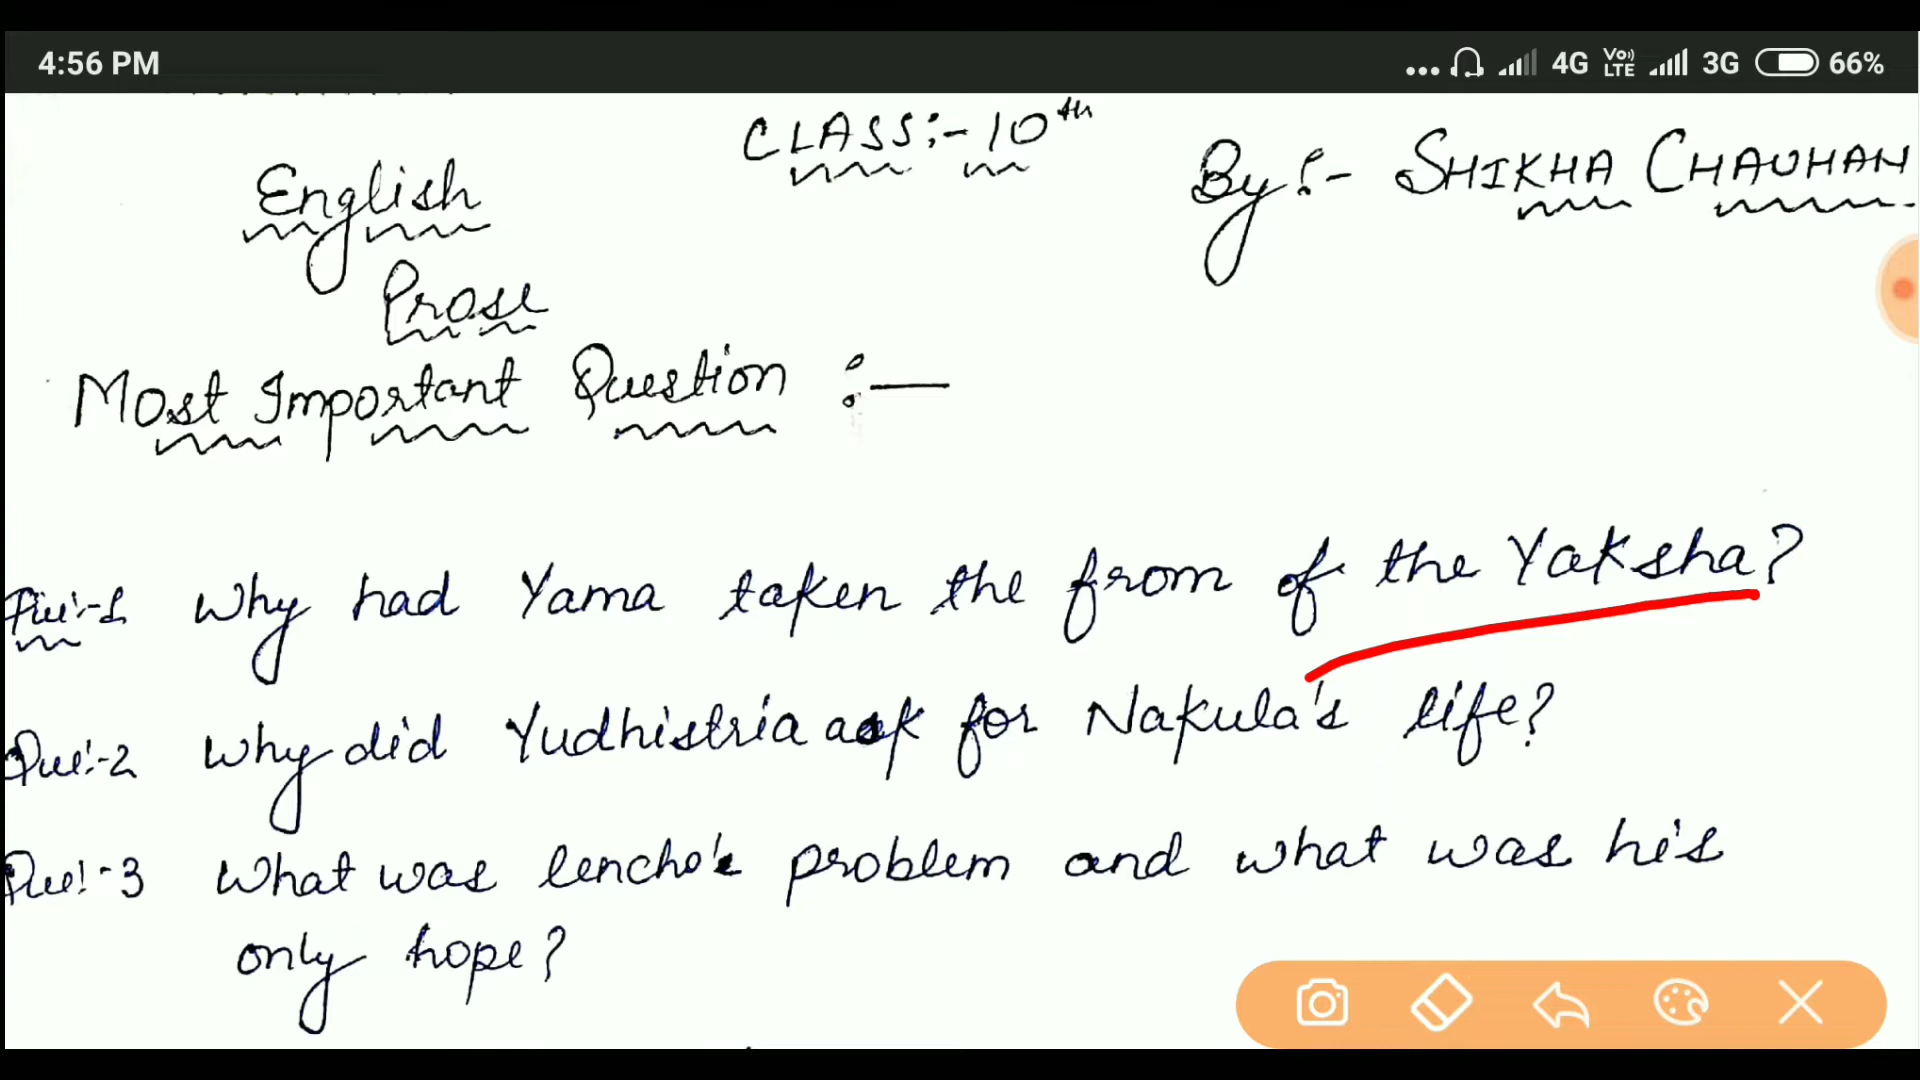 4:56 PM
... 4G Vo) LTE 3G 66%
CLASS:- 10th
English
By:- SHIKHA CHAUHAN
Prose
Most Important Question :—
Que:-1 Why had Yama taken the from of the Yaksha?
Que:-2 Why did Yudhistria ask for Nakula's life?
Que:-3 What was lencho's problem and what was he's
only hope?